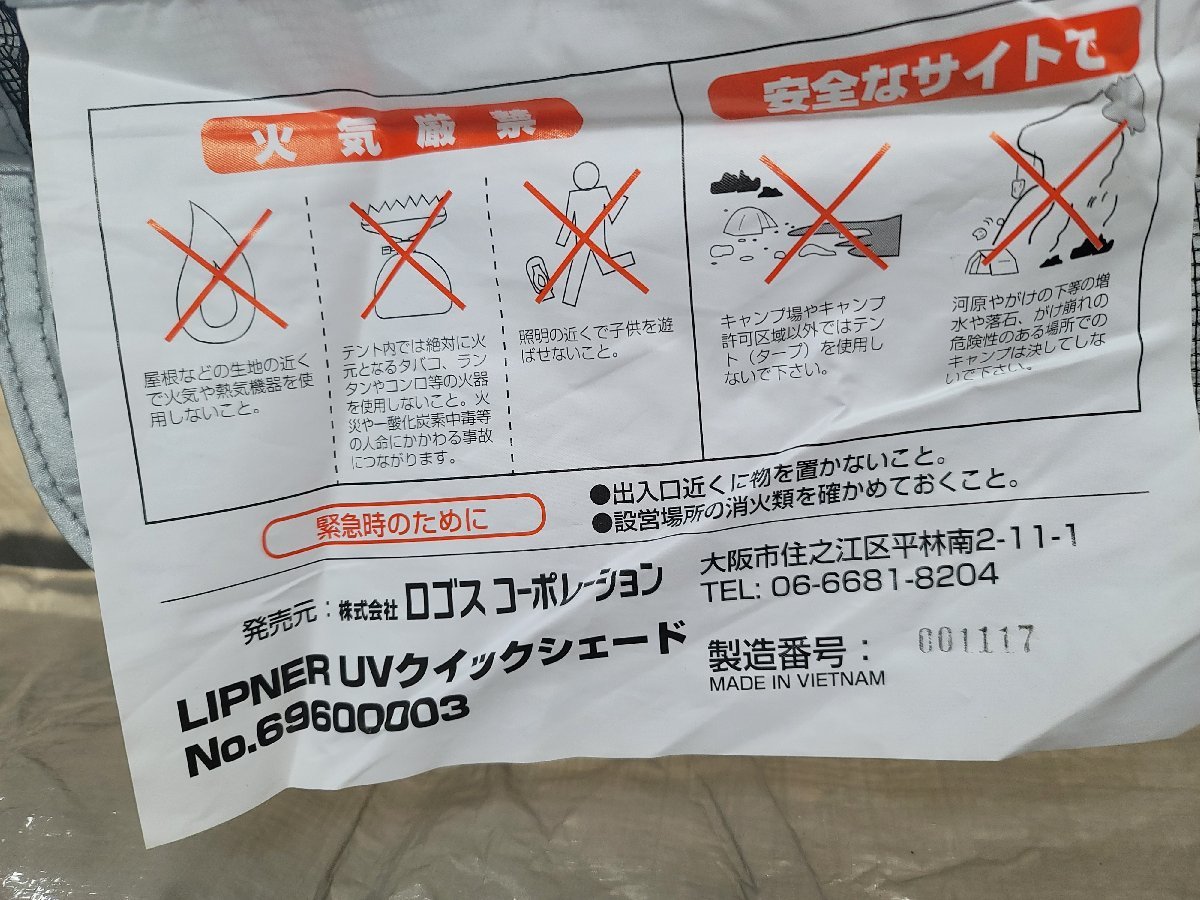 火気厳禁
屋根などの生地の近く
で火気や熱気機器を使
用しないこと。
テント内では絶対に火
元となるタバコ、ラン
タンやコンロ等の火器
を使用しないこと。火
災や一酸化炭素中毒等
の人命にかかわる事故
につながります。
照明の近くで子供を遊
ばせないこと。
安全なサイトで
キャンプ場やキャンプ
許可区域以外ではテン
ト(タープ)を使用し
ないで下さい。
河原やがけの下等の増
水や落石、がけ崩れの
危険性のある場所での
キャンプは決してしな
いで下さい。
緊急時のために
●出入口近くに物を置かないこと。
●設営場所の消火類を確かめておくこと。
発売元:株式会社 ロゴス コーポレーション
大阪市住之江区平林南2-11-1
TEL: 06-6681-8204
LIPNER UVクイックシェード
No.69600003
製造番号: 001117
MADE IN VIETNAM